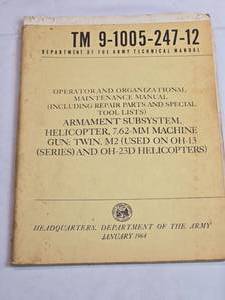 TM 9-1005-247-12
DEPARTMENT OF THE ARMY TECHNICAL MANUAL
OPERATOR AND ORGANIZATIONAL
MAINTENANCE MANUAL
(INCLUDING REPAIR PARTS AND SPECIAL
TOOL LISTS)
ARMAMENT SUBSYSTEM,
HELICOPTER, 7.62-MM MACHINE
GUN: TWIN, M2 (USED ON OH-13
(SERIES) AND OH-23D HELICOPTERS)
HEADQUARTERS, DEPARTMENT OF THE ARMY
JANUARY 1964